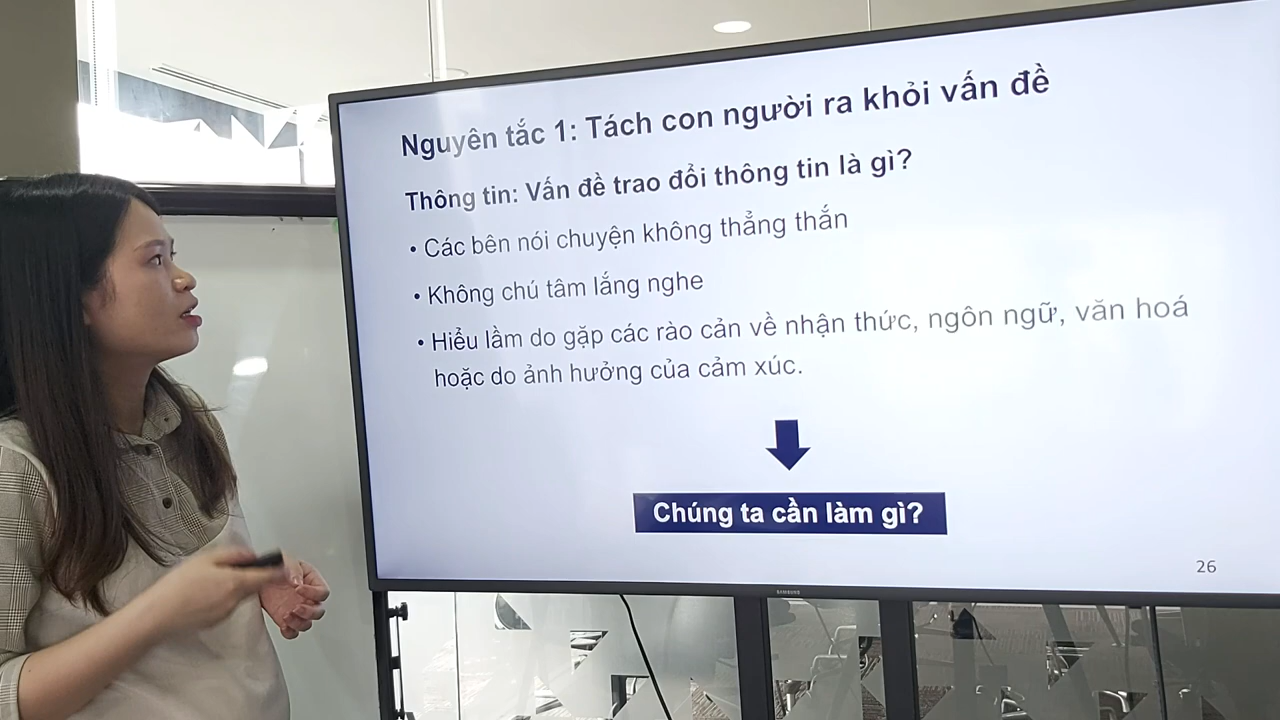 Nguyên tắc 1: Tách con người ra khỏi vấn đề
Thông tin: Vấn đề trao đổi thông tin là gì?
• Các bên nói chuyện không thẳng thắn
• Không chú tâm lắng nghe
• Hiểu lầm do gặp các rào cản về nhận thức, ngôn ngữ, văn hoá
hoặc do ảnh hưởng của cảm xúc.
Chúng ta cần làm gì?
26
SAMSUNG